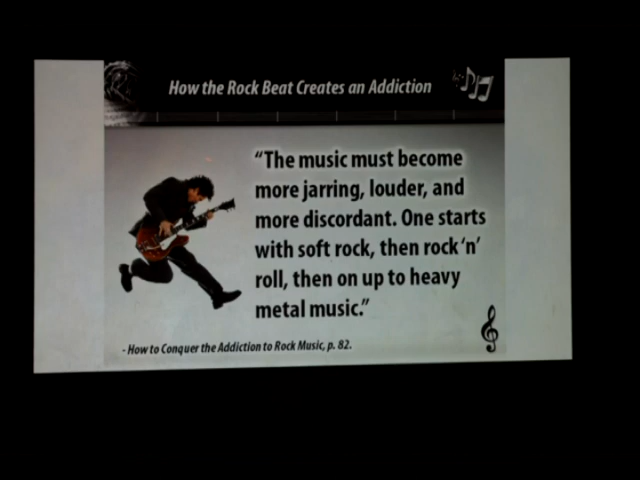 How the Rock Beat Creates an Addiction
“The music must become
more jarring, louder, and
more discordant. One starts
with soft rock, then rock ‘n’
roll, then on up to heavy
metal music.”
- How to Conquer the Addiction to Rock Music, p. 82.